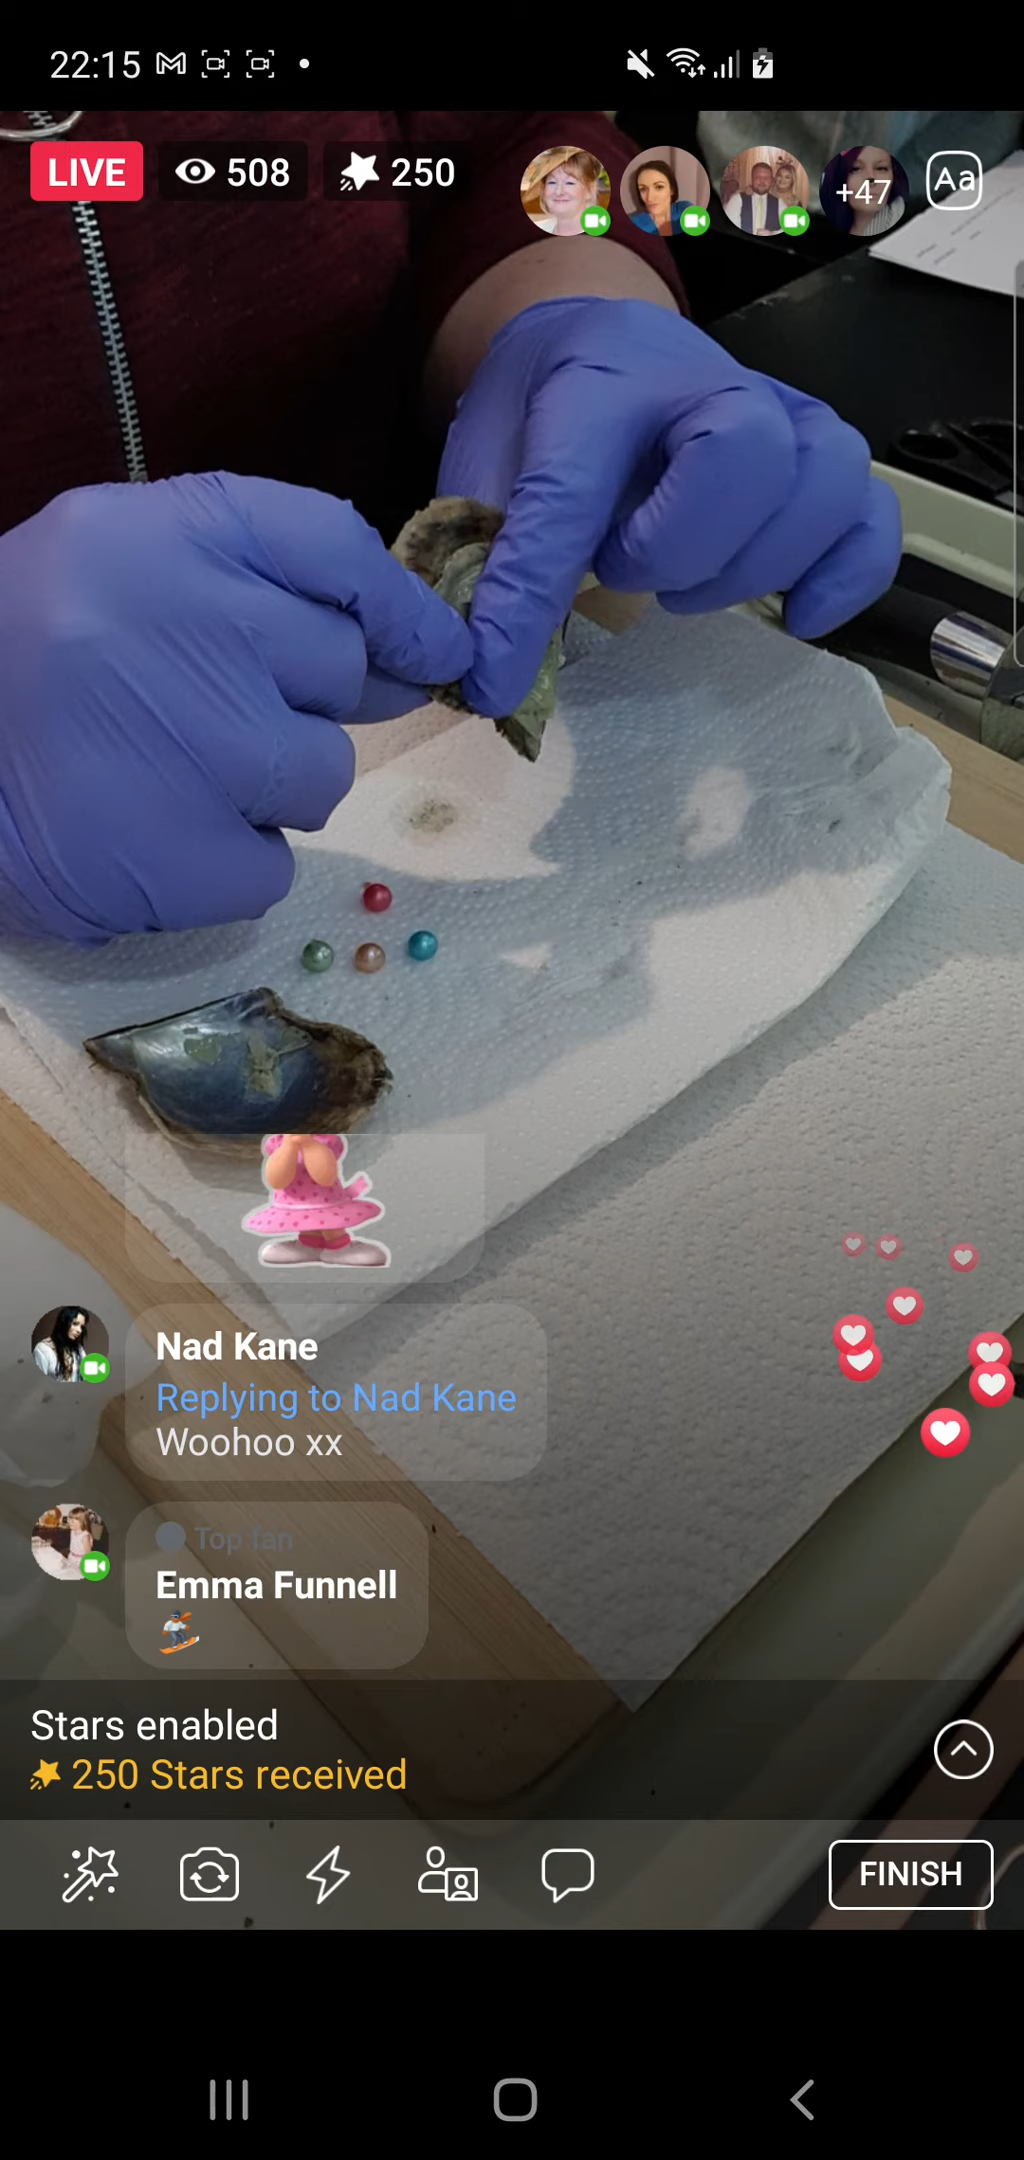 22:15
LIVE 508 250 +47 Aa
Nad Kane
Replying to Nad Kane
Woohoo xx
Top fan
Emma Funnell
Stars enabled
250 Stars received
FINISH